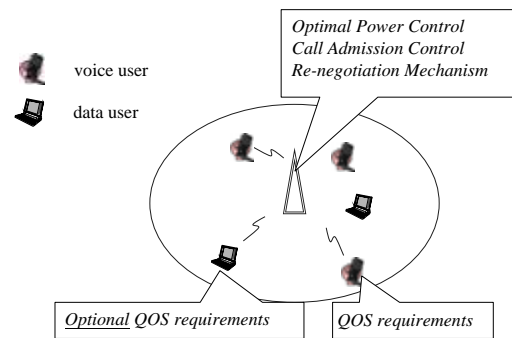 Optimal Power Control
Call Admission Control
Re-negotiation Mechanism
voice user
data user
Optional QOS requirements
QOS requirements